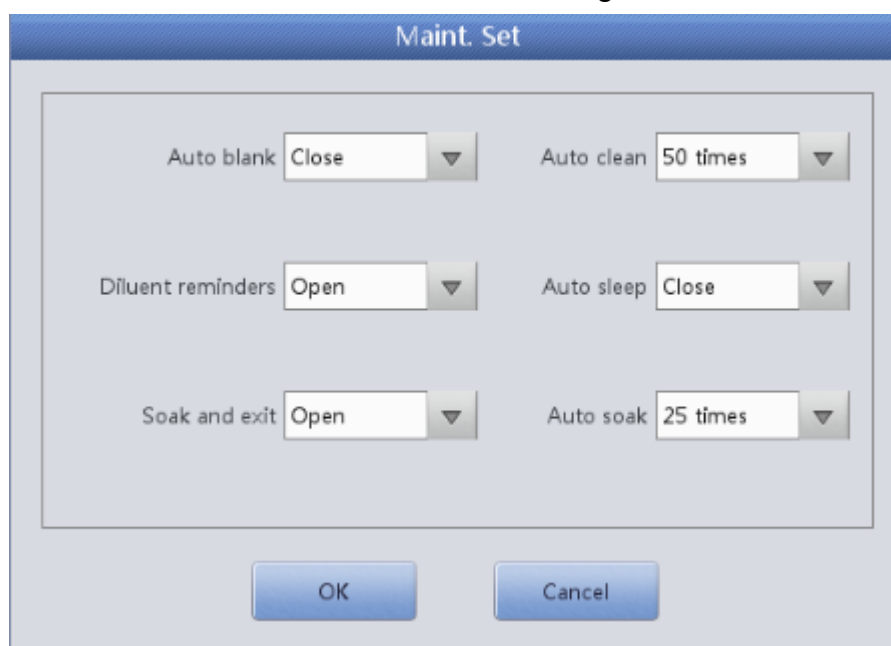 Maint. Set
Auto blank Close Auto clean 50 times
Diluent reminders Open Auto sleep Close
Soak and exit Open Auto soak 25 times
OK Cancel